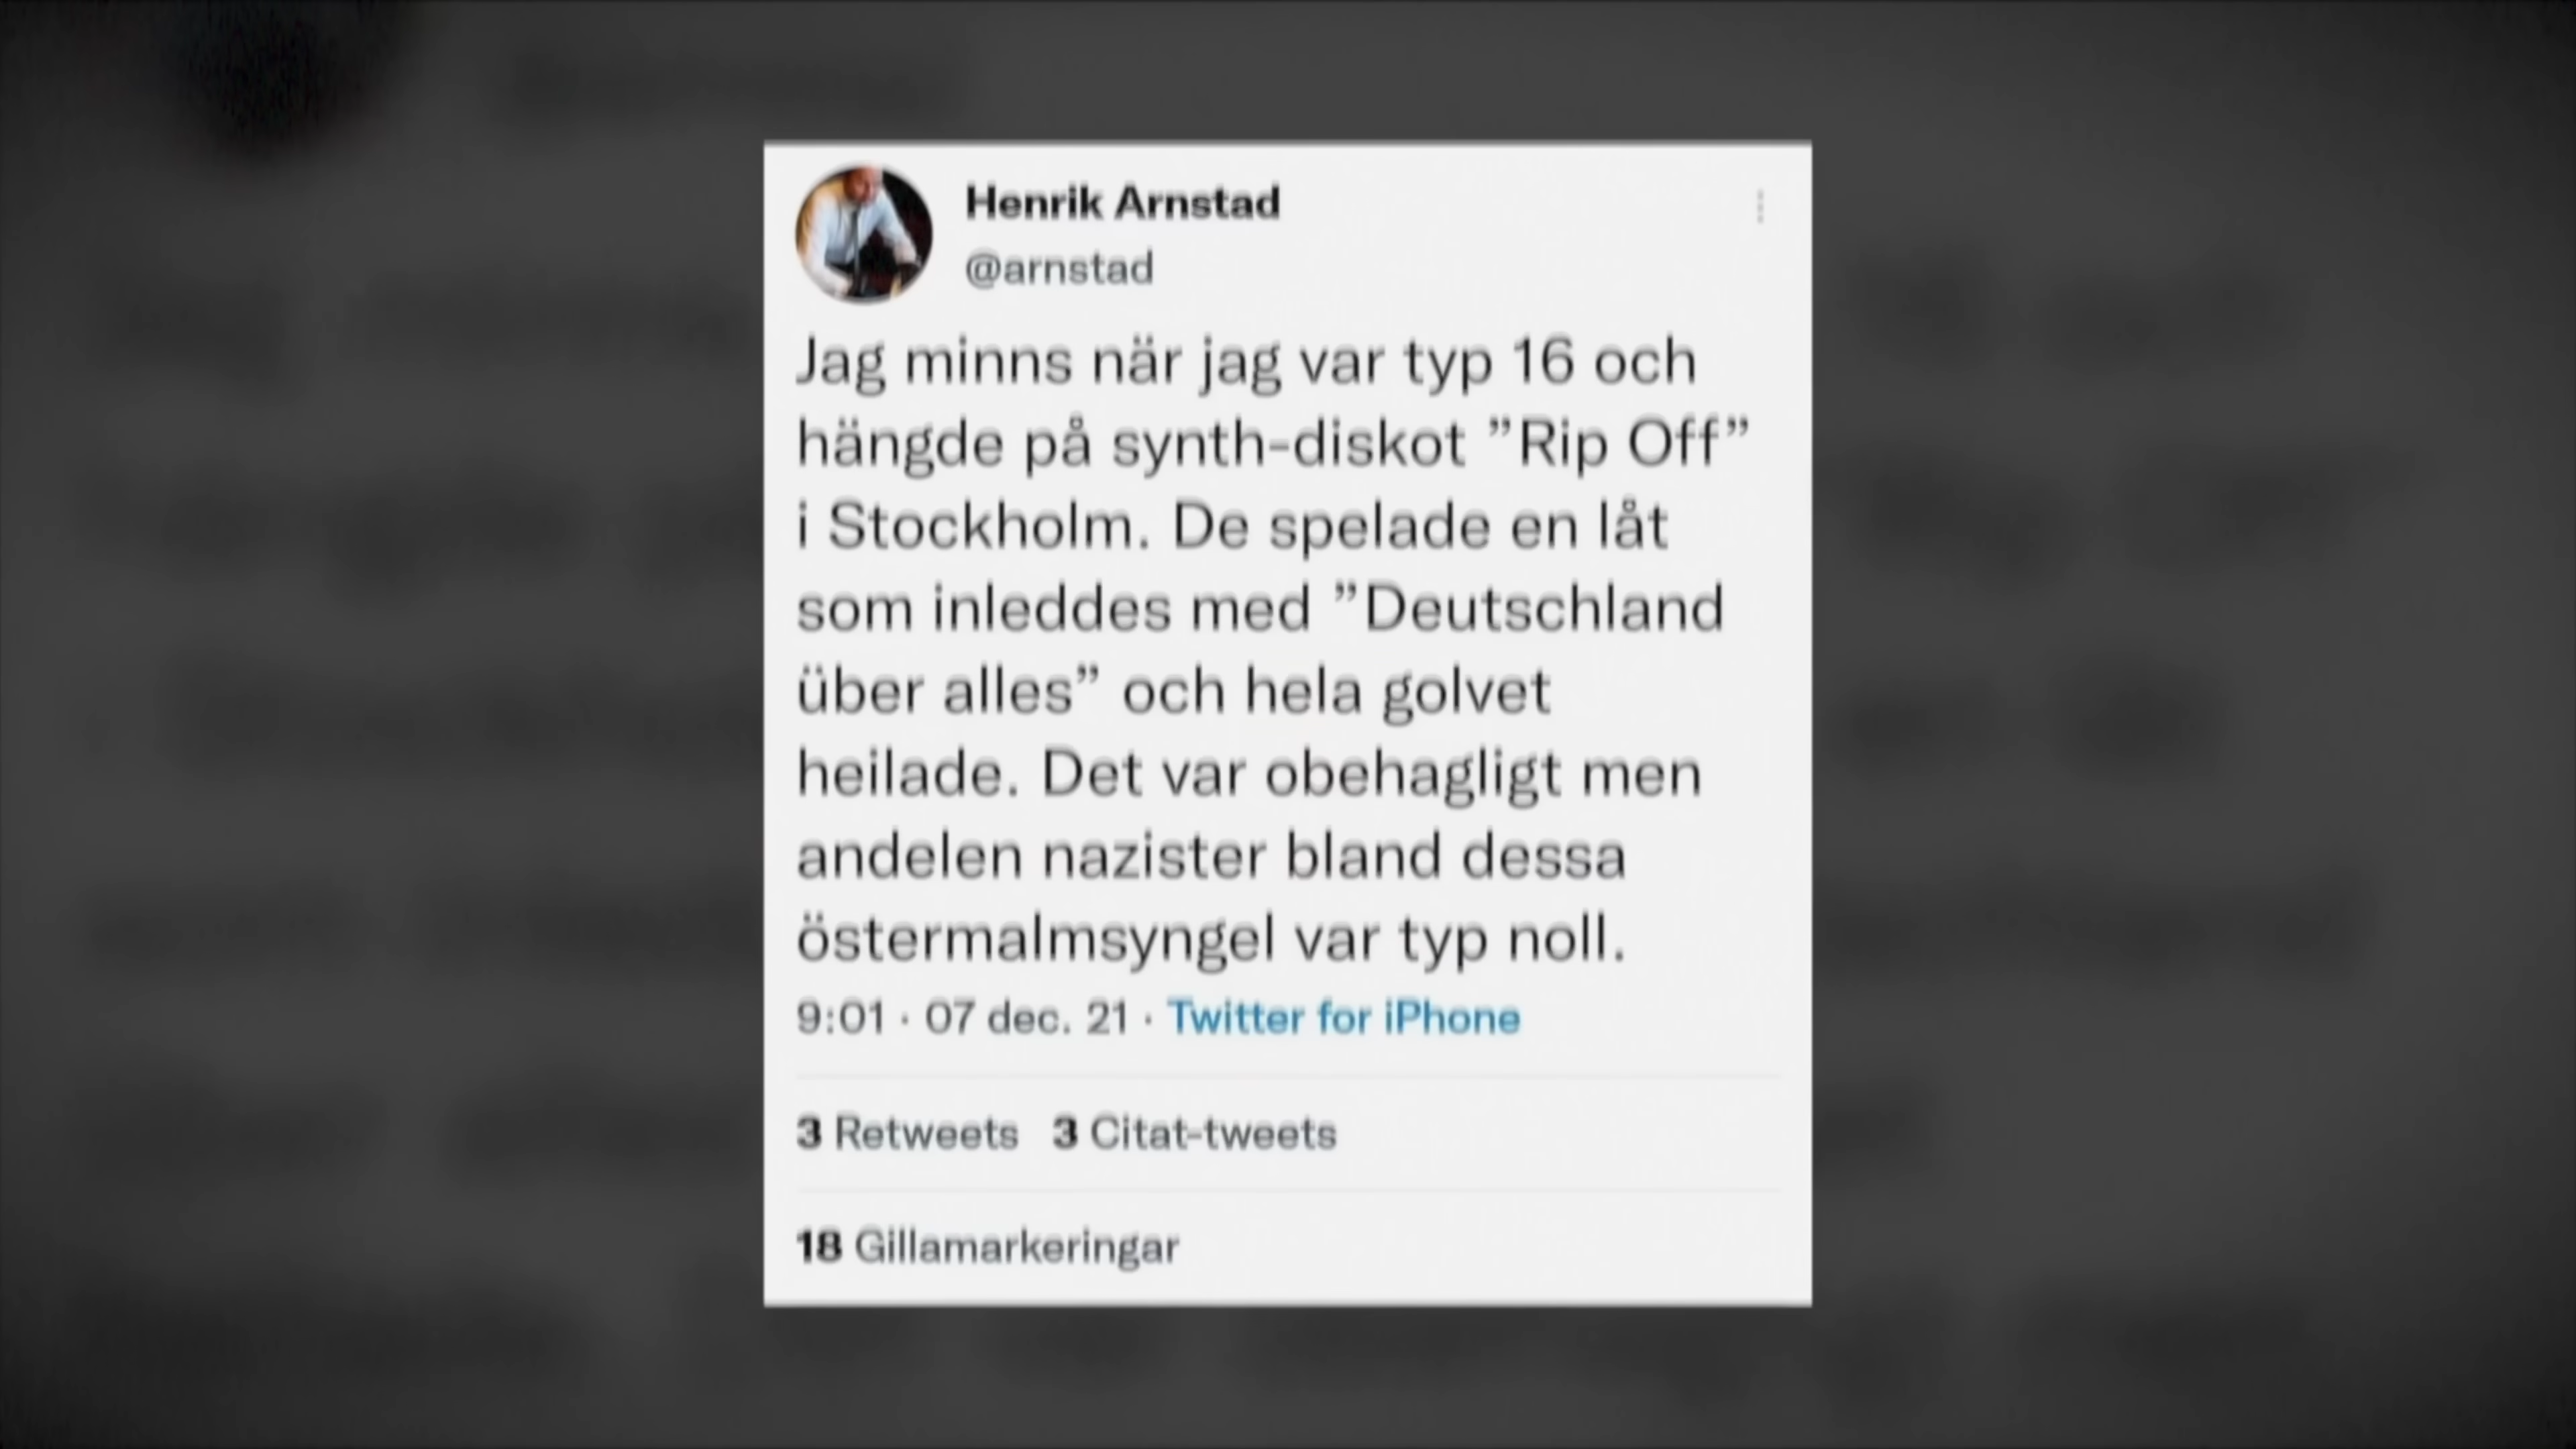 Henrik Arnstad
@arnstad
Jag minns när jag var typ 16 och
hängde på synth-diskot ”Rip Off”
i Stockholm. De spelade en låt
som inleddes med ”Deutschland
über alles” och hela golvet
heilade. Det var obehagligt men
andelen nazister bland dessa
östermalmsyngel var typ noll.
9:01 · 07 dec. 21 · Twitter for iPhone
3 Retweets 3 Citat-tweets
18 Gillamarkeringar